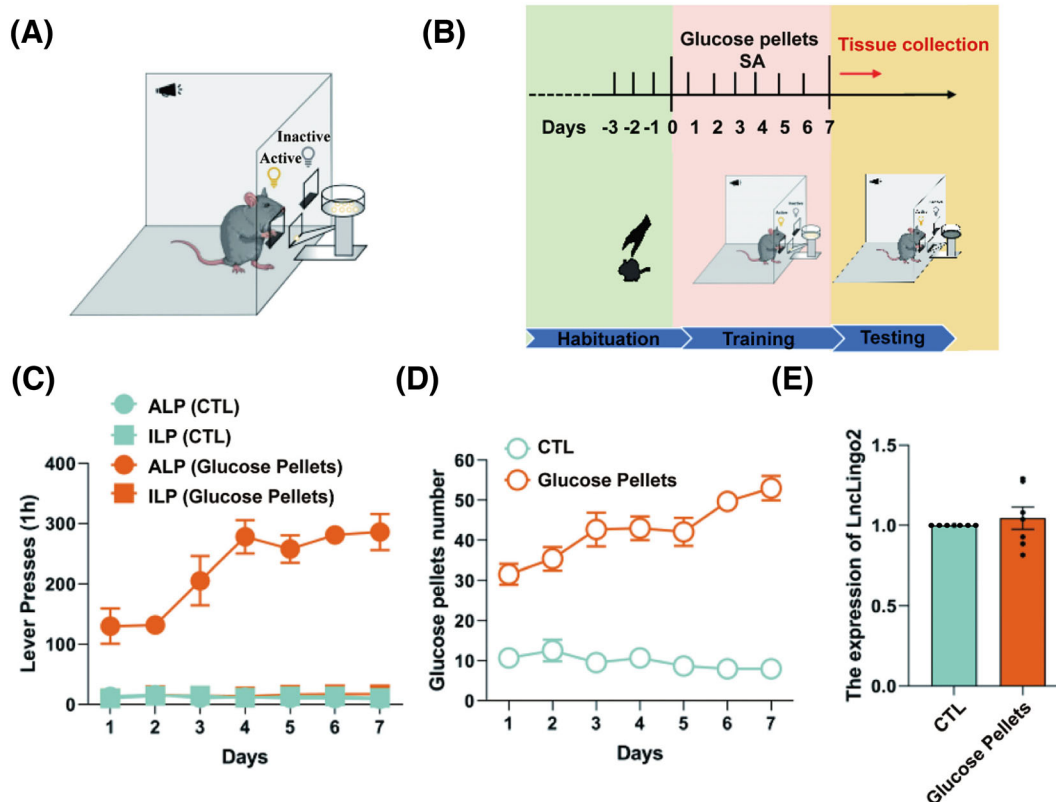 (A)
Inactive
Active
(B)
Glucose pellets
SA
Tissue collection
Days -3 -2 -1 0 1 2 3 4 5 6 7
Active
Inactive
Active
Habituation
Training
Testing
(C)
ALP (CTL)
ILP (CTL)
ALP (Glucose Pellets)
ILP (Glucose Pellets)
Lever Presses (1h)
400
300
200
100
0
1 2 3 4 5 6 7
Days
(D)
CTL
Glucose Pellets
Glucose pellets number
60
50
40
30
20
10
0
1 2 3 4 5 6 7
Days
(E)
The expression of LncLingo2
1.5
1.0
0.5
0.0
CTL
Glucose Pellets